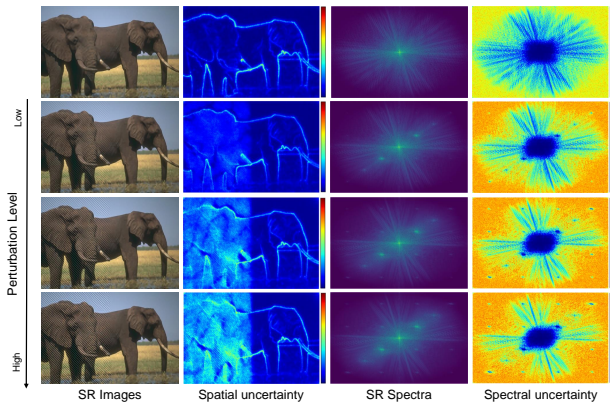 Low
Perturbation Level
High
SR Images
Spatial uncertainty
SR Spectra
Spectral uncertainty